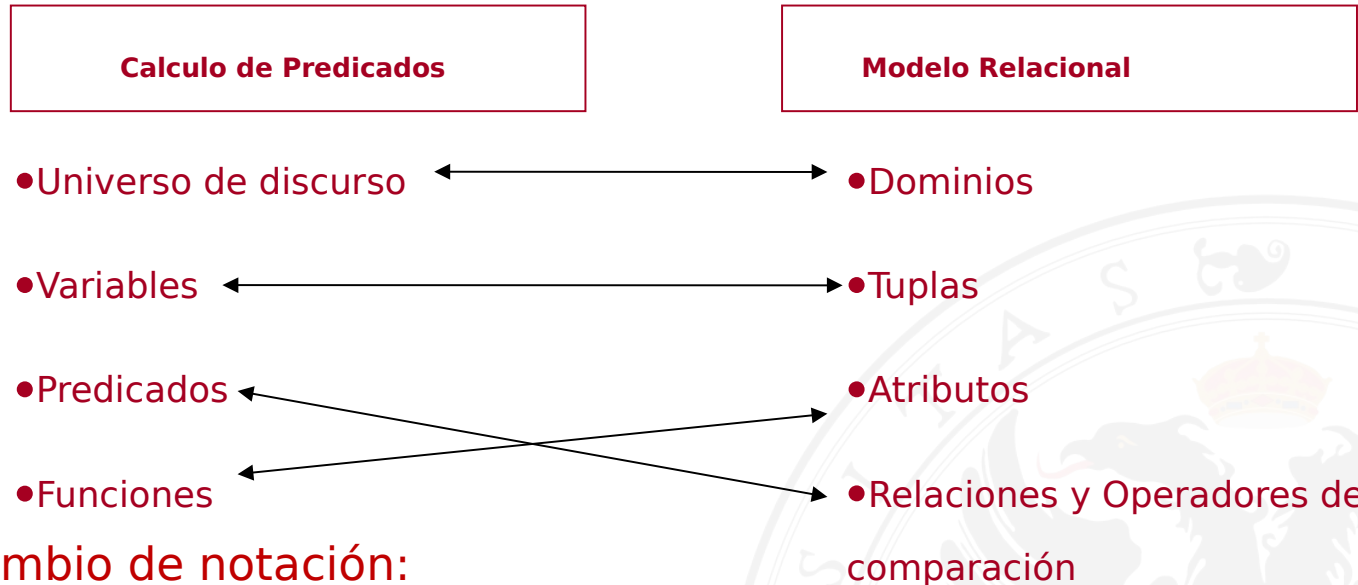 Calculo de Predicados
Modelo Relacional
•Universo de discurso
•Dominios
•Variables
•Tuplas
•Predicados
•Atributos
•Funciones
•Relaciones y Operadores de
comparación
mbio de notación: